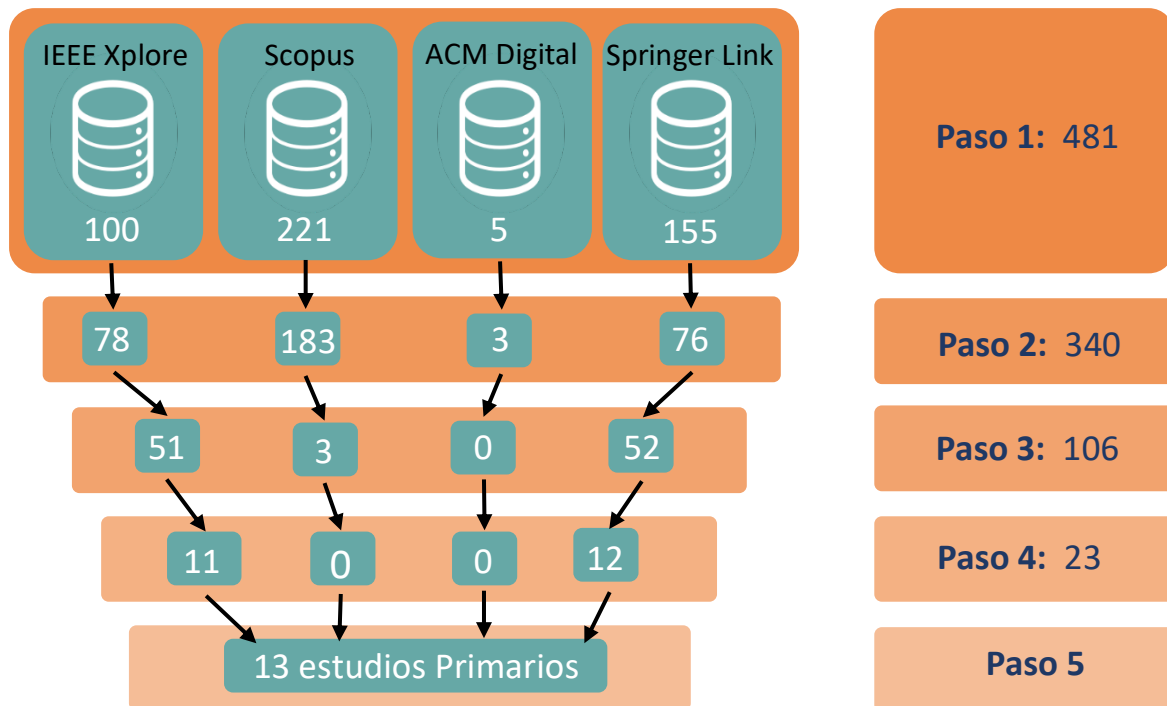 IEEE Xplore
Scopus
ACM Digital
Springer Link
100
221
5
155
Paso 1: 481
78
183
3
76
Paso 2: 340
51
3
0
52
Paso 3: 106
11
0
0
12
Paso 4: 23
13 estudios Primarios
Paso 5